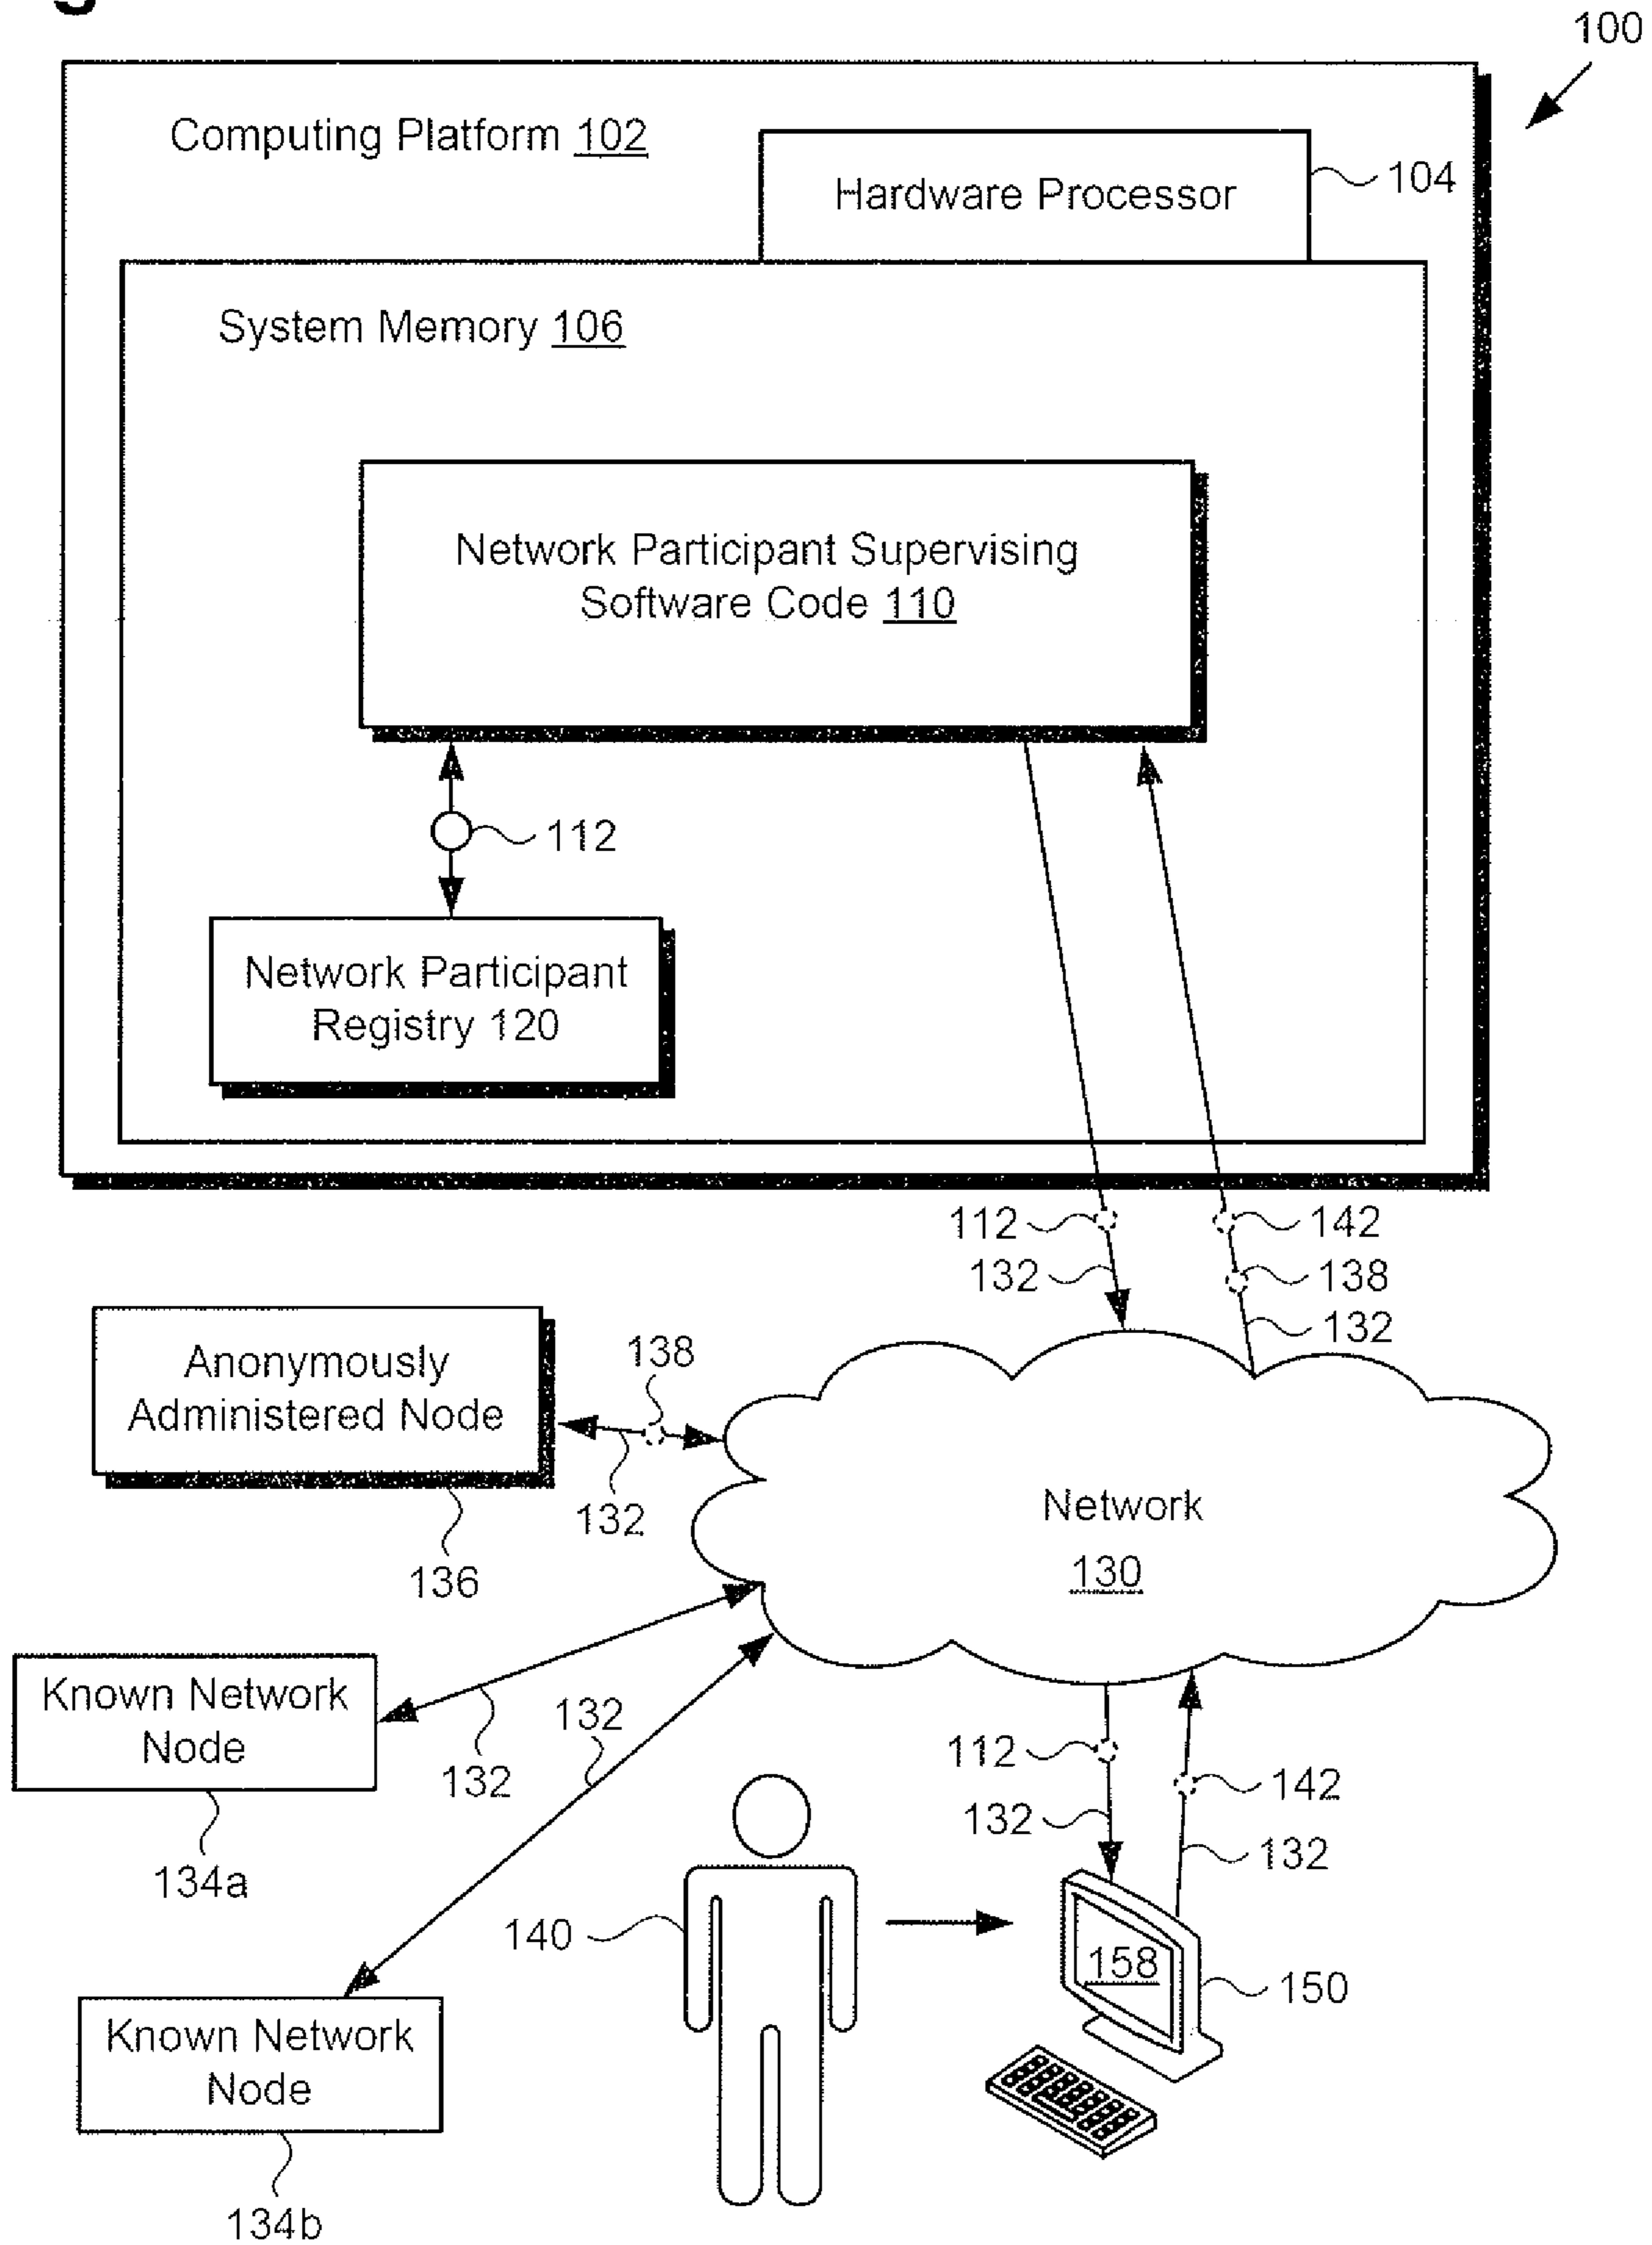 100
Computing Platform 102
Hardware Processor
104
System Memory 106
Network Participant Supervising
Software Code 110
112
Network Participant
Registry 120
112
142
132
138
132
Anonymously
Administered Node
138
132
136
Network
130
Known Network
Node
132
132
134a
112
142
132
132
140
158
150
Known Network
Node
134b